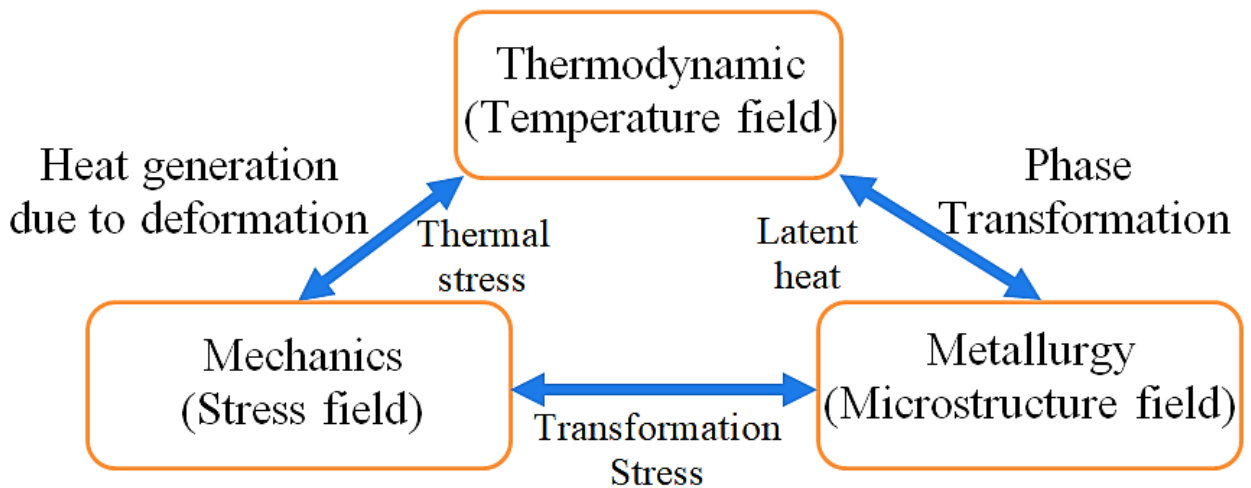 Thermodynamic
(Temperature field)
Heat generation
due to deformation
Phase
Transformation
Thermal
stress
Latent
heat
Mechanics
(Stress field)
Metallurgy
(Microstructure field)
Transformation
Stress